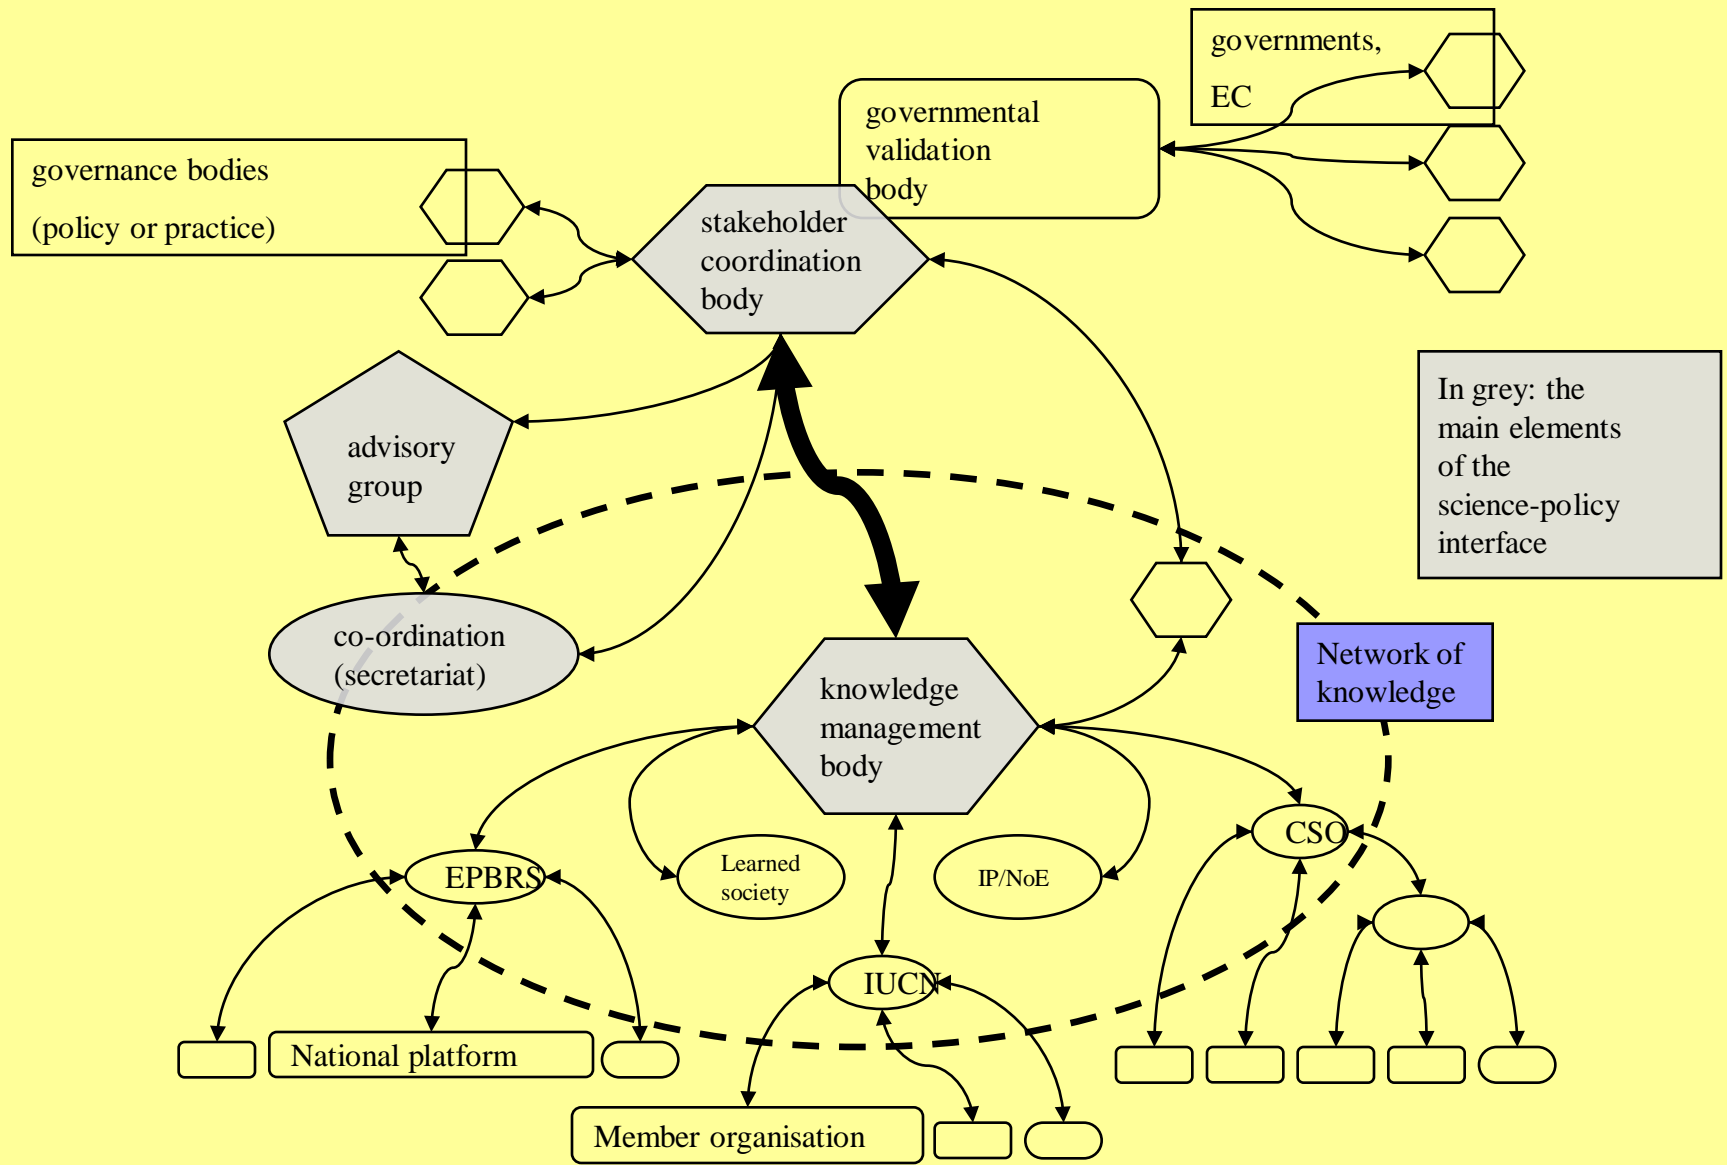 governments,
EC
governmental
validation
body
governance bodies
(policy or practice)
stakeholder
coordination
body
In grey: the
main elements
of the
science-policy
interface
advisory
group
co-ordination
(secretariat)
Network of
knowledge
knowledge
management
body
CSO
EPBRS
Learned
society
IP/NoE
IUCN
National platform
Member organisation